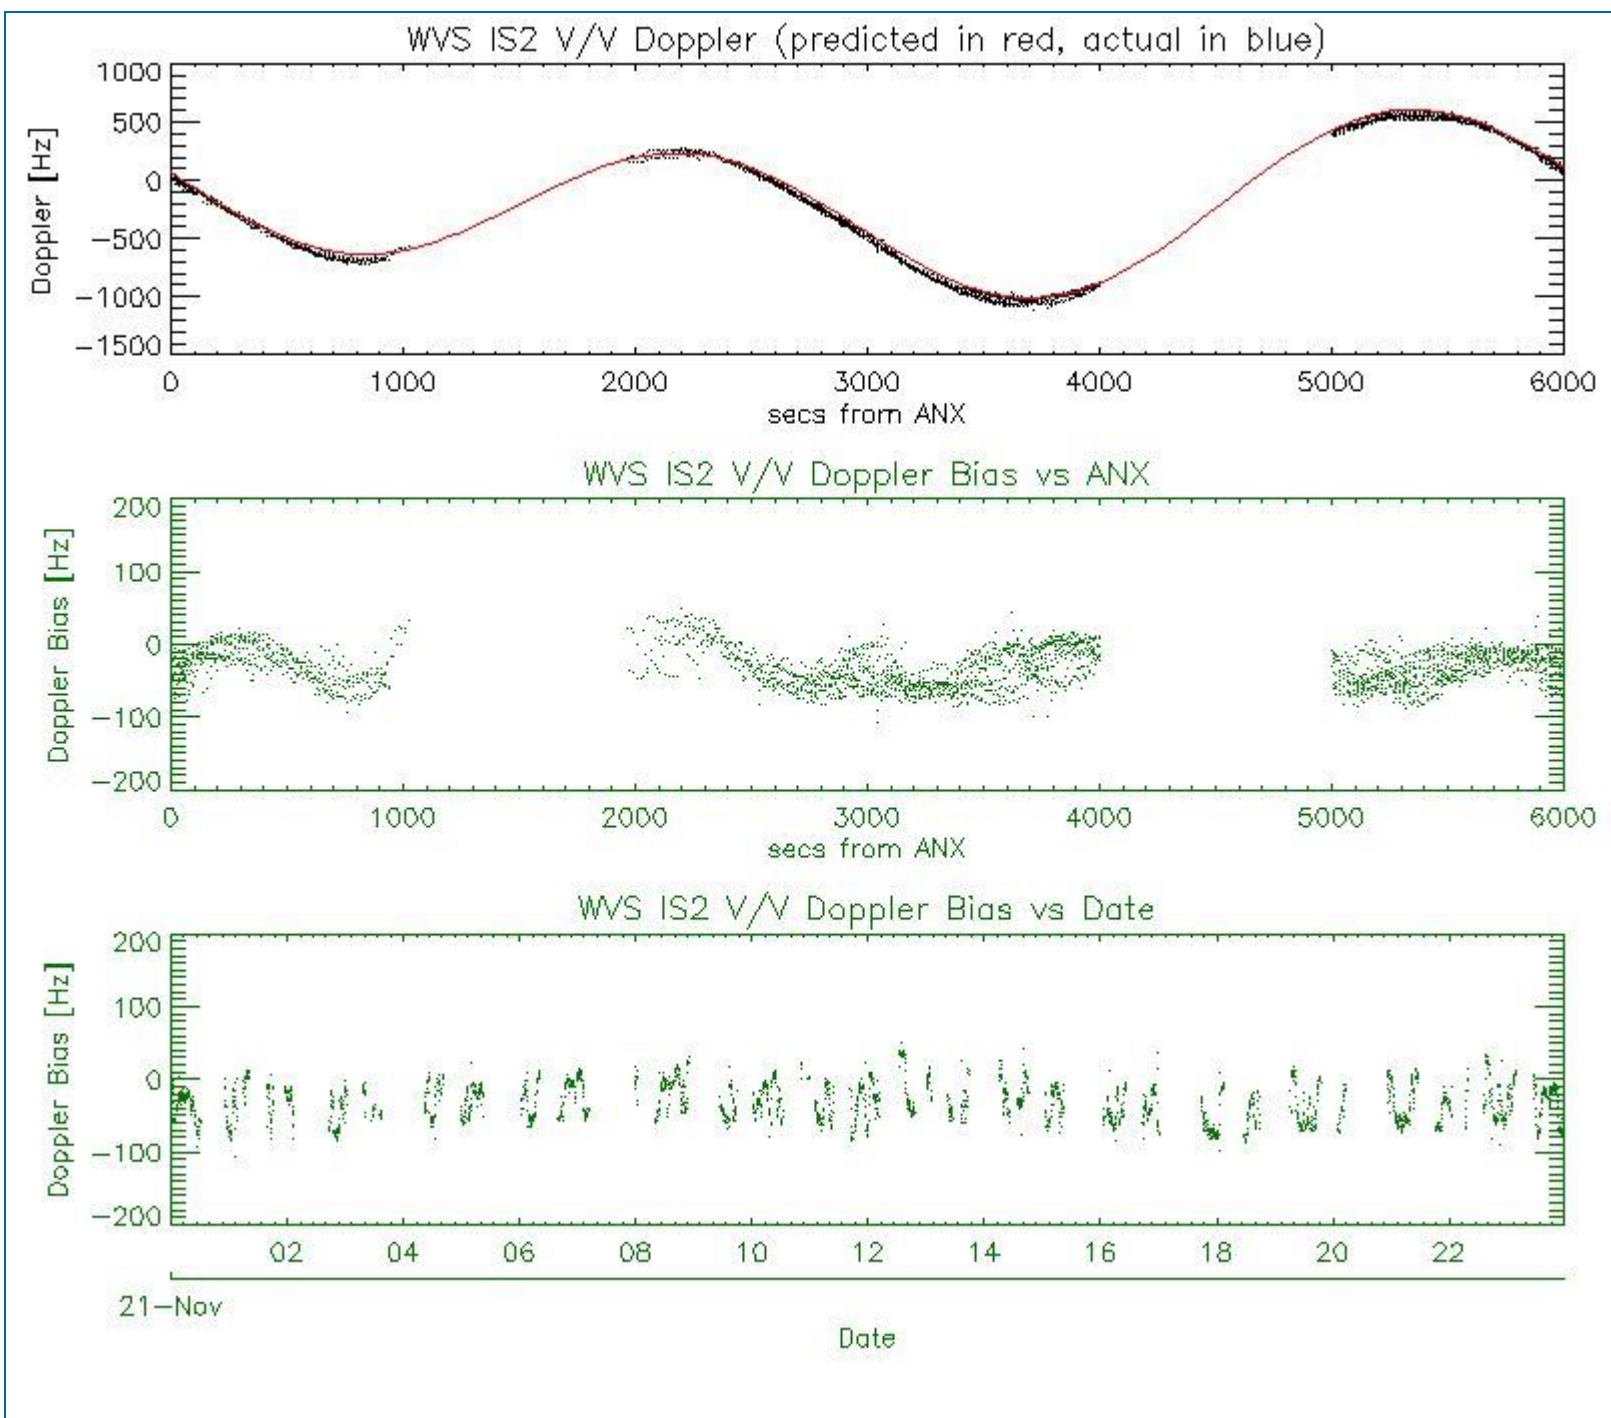 WVS IS2 V/V Doppler (predicted in red, actual in blue)
1000
500
0
-500
-1000
-1500
Doppler [Hz]
0 1000 2000 3000 4000 5000 6000
secs from ANX
WVS IS2 V/V Doppler Bias vs ANX
200
100
0
-100
-200
Doppler Bias [Hz]
0 1000 2000 3000 4000 5000 6000
secs from ANX
WVS IS2 V/V Doppler Bias vs Date
200
100
0
-100
-200
Doppler Bias [Hz]
02 04 06 08 10 12 14 16 18 20 22
21-Nov
Date